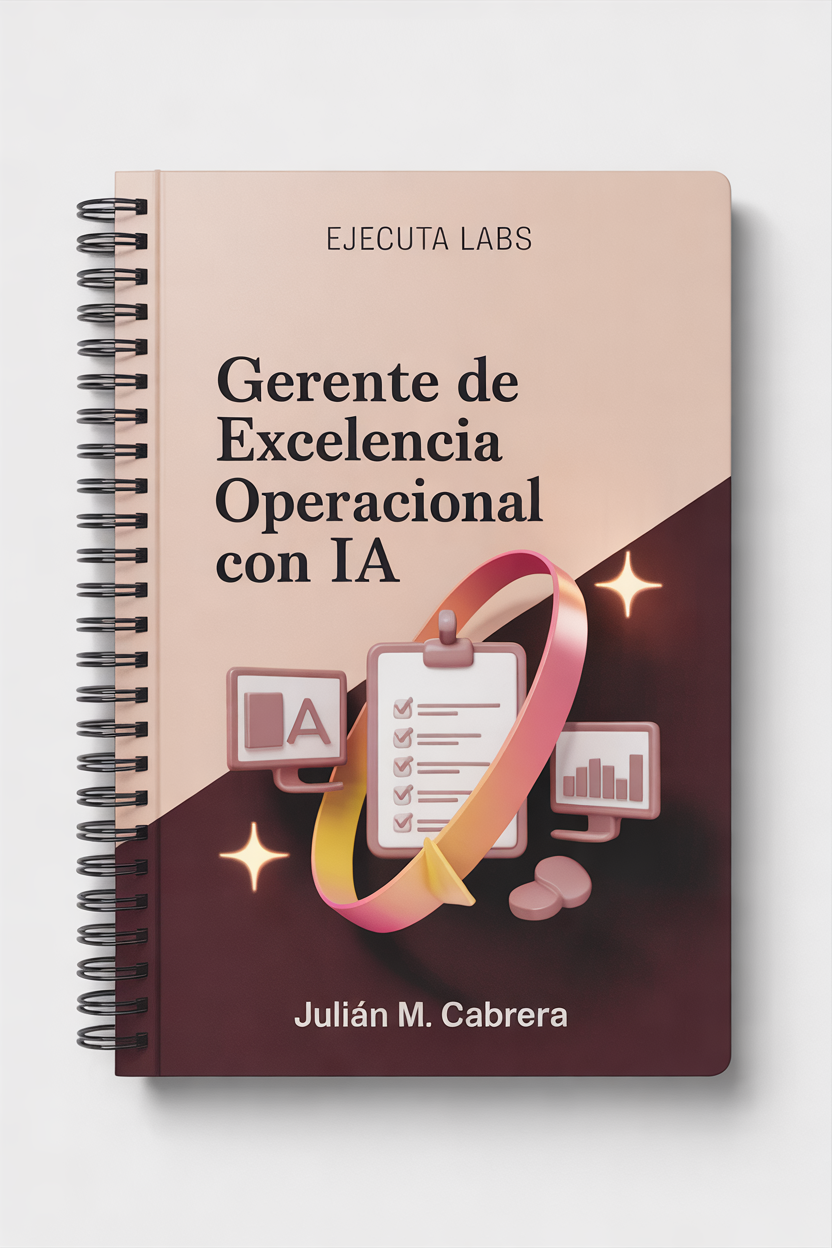 EJECUTA LABS
Gerente de
Excelencia
Operacional
con IA
A
Julián M. Cabrera